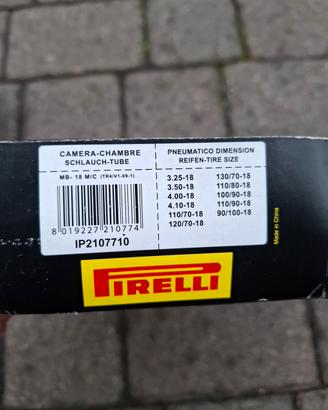 CAMERA-CHAMBRE
SCHLAUCH-TUBE
MB- 18 M/C (TR4/V1-09-1)
8 019227 210774
IP2107710
PNEUMATICO DIMENSION
REIFEN-TIRE SIZE
3.25-18 130/70-18
3.50-18 110/80-18
4.00-18 100/90-18
4.10-18 110/90-18
110/70-18 90/100-18
120/70-18
Made in China
PIRELLI